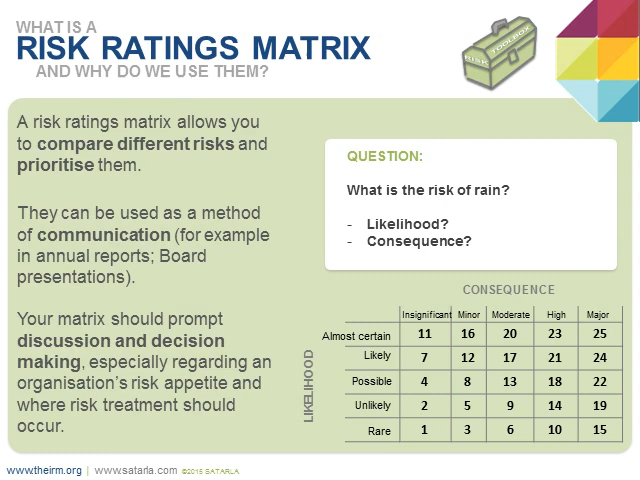 WHAT IS A
RISK RATINGS MATRIX
AND WHY DO WE USE THEM?
RISK
TOOLBOX
A risk ratings matrix allows you
to compare different risks and
prioritise them.
They can be used as a method
of communication (for example
in annual reports; Board
presentations).
Your matrix should prompt
discussion and decision
making, especially regarding an
organisation's risk appetite and
where risk treatment should
occur.
QUESTION:
What is the risk of rain?
- Likelihood?
- Consequence?
CONSEQUENCE
LIKELIHOOD
Insignificant Minor Moderate High Major
Almost certain 11 16 20 23 25
Likely 7 12 17 21 24
Possible 4 8 13 18 22
Unlikely 2 5 9 14 19
Rare 1 3 6 10 15
www.theirm.org | www.satarla.com ©2015 SATARLA